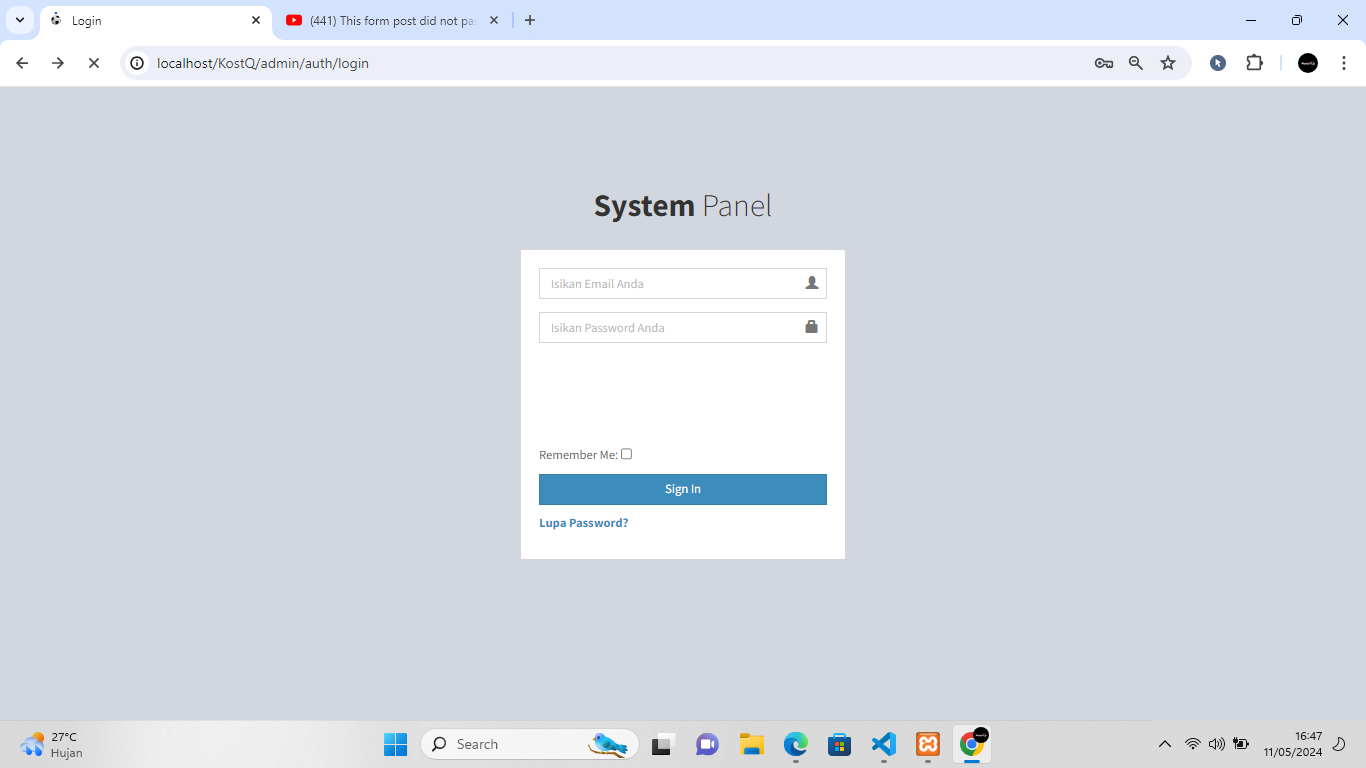 Login
(441) This form post did not pa
localhost/KostQ/admin/auth/login
System Panel
Isikan Email Anda
Isikan Password Anda
Remember Me:
Sign In
Lupa Password?
27°C
Hujan
Search
16:47
11/05/2024